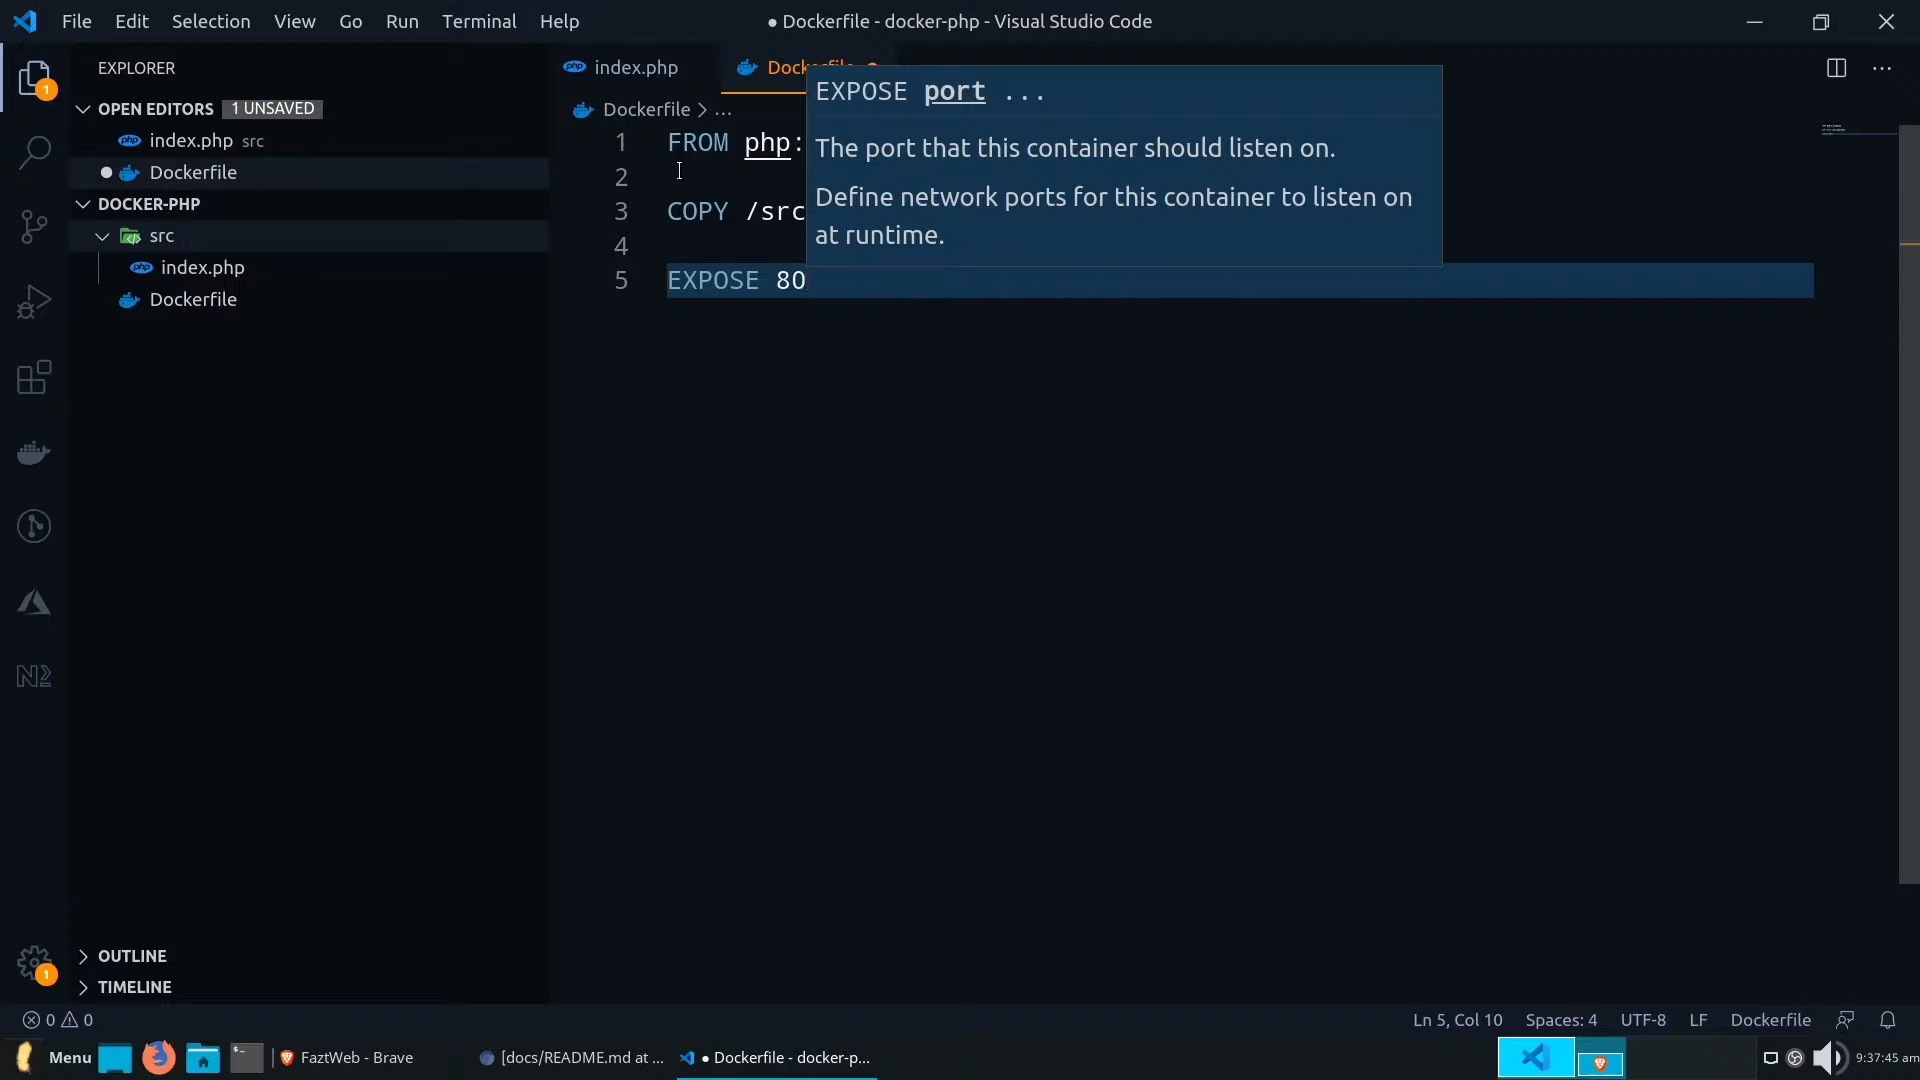 File Edit Selection View Go Run Terminal Help
● Dockerfile - docker-php - Visual Studio Code
EXPLORER
OPEN EDITORS 1 UNSAVED
index.php src
Dockerfile
DOCKER-PHP
src
index.php
Dockerfile
OUTLINE
TIMELINE
1
1
index.php
Dockerfile
Dockerfile > ...
1 FROM php:
2
3 COPY /src
4
5 EXPOSE 80
EXPOSE port ...
The port that this container should listen on.
Define network ports for this container to listen on
at runtime.
0 0
Ln 5, Col 10 Spaces: 4 UTF-8 LF Dockerfile
Menu
FaztWeb - Brave
[docs/README.md at ...
● Dockerfile - docker-p...
9:37:45 am